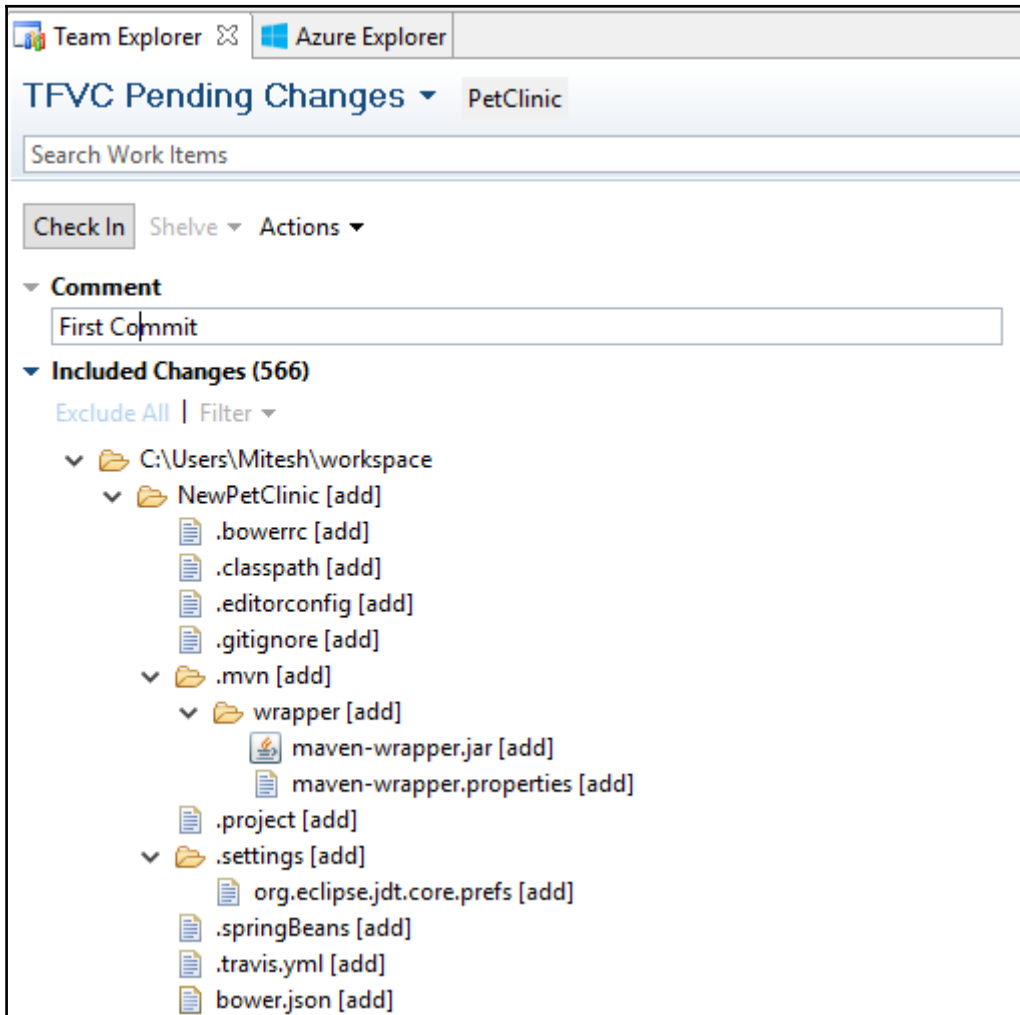 Team Explorer Azure Explorer
TFVC Pending Changes PetClinic
Search Work Items
Check In Shelve Actions
Comment
First Commit
Included Changes (566)
Exclude All | Filter
C:\Users\Mitesh\workspace
NewPetClinic [add]
.bowerrc [add]
.classpath [add]
.editorconfig [add]
.gitignore [add]
.mvn [add]
wrapper [add]
maven-wrapper.jar [add]
maven-wrapper.properties [add]
.project [add]
.settings [add]
org.eclipse.jdt.core.prefs [add]
.springBeans [add]
.travis.yml [add]
bower.json [add]